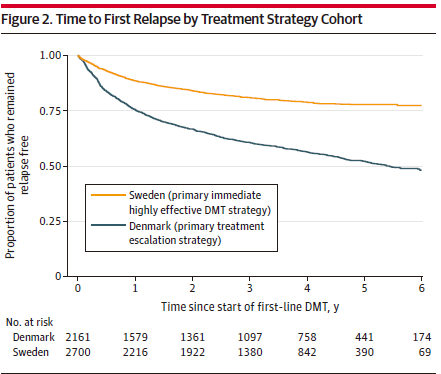 Figure 2. Time to First Relapse by Treatment Strategy Cohort
Proportion of patients who remained
relapse free
1.00
0.75
0.50
0.25
0
Sweden (primary immediate
highly effective DMT strategy)
Denmark (primary treatment
escalation strategy)
0 1 2 3 4 5 6
Time since start of first-line DMT, y
No. at risk
Denmark 2161 1579 1361 1097 758 441 174
Sweden 2700 2216 1922 1380 842 390 69